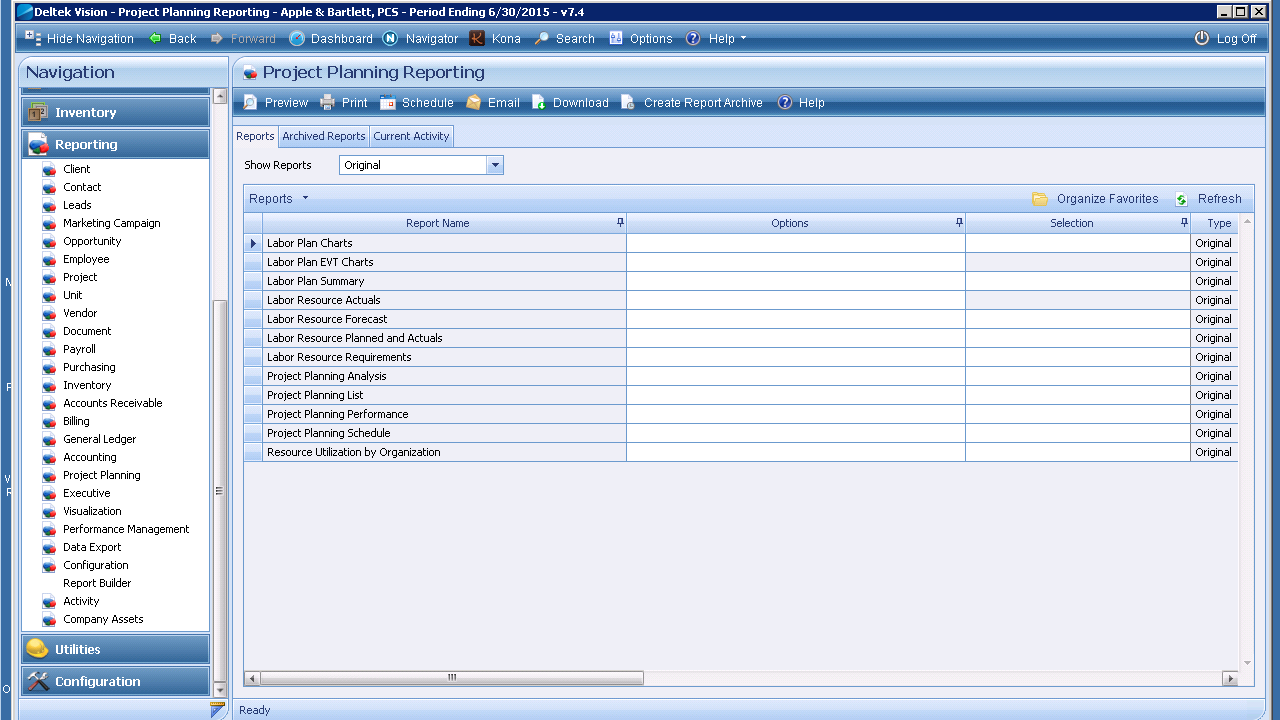 Deltek Vision - Project Planning Reporting - Apple & Bartlett, PCS - Period Ending 6/30/2015 - v7.4
Hide Navigation Back Forward Dashboard Navigator Kona Search Options Help Log Off
Navigation
Inventory
Reporting
Client
Contact
Leads
Marketing Campaign
Opportunity
Employee
Project
Unit
Vendor
Document
Payroll
Purchasing
Inventory
Accounts Receivable
Billing
General Ledger
Accounting
Project Planning
Executive
Visualization
Performance Management
Data Export
Configuration
Report Builder
Activity
Company Assets
Utilities
Configuration
Project Planning Reporting
Preview Print Schedule Email Download Create Report Archive Help
Reports Archived Reports Current Activity
Show Reports Original
Reports Organize Favorites Refresh
Report Name Options Selection Type
Labor Plan Charts Original
Labor Plan EVT Charts Original
Labor Plan Summary Original
Labor Resource Actuals Original
Labor Resource Forecast Original
Labor Resource Planned and Actuals Original
Labor Resource Requirements Original
Project Planning Analysis Original
Project Planning List Original
Project Planning Performance Original
Project Planning Schedule Original
Resource Utilization by Organization Original
Ready